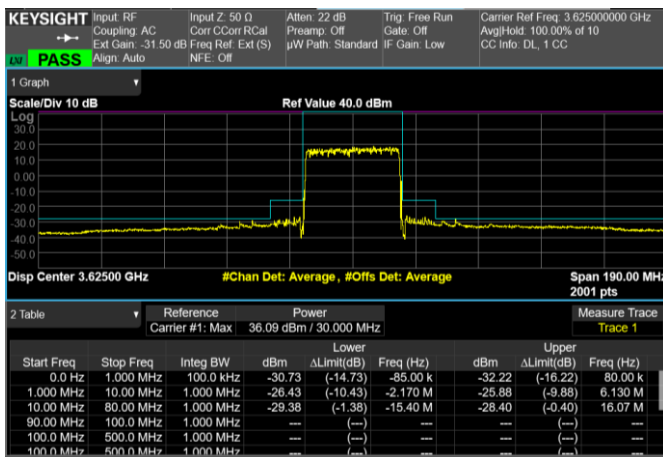 KEYSIGHT Input: RF Input Z: 50 Ω Atten: 22 dB Trig: Free Run Carrier Ref Freq: 3.625000000 GHz
Coupling: AC Corr CCorr RCal Preamp: Off Gate: Off Avg|Hold: 100.00% of 10
Ext Gain: -31.50 dB Freq Ref: Ext (S) µW Path: Standard IF Gain: Low CC Info: DL, 1 CC
LXI PASS Align: Auto NFE: Off
1 Graph
Scale/Div 10 dB Ref Value 40.0 dBm
Log
30.0
20.0
10.0
0.00
-10.0
-20.0
-30.0
-40.0
-50.0
Disp Center 3.62500 GHz #Chan Det: Average, #Offs Det: Average Span 190.00 MHz
2001 pts
2 Table Reference Power Measure Trace
Carrier #1: Max 36.09 dBm / 30.000 MHz Trace 1
Lower Upper
Start Freq Stop Freq Integ BW dBm ΔLimit(dB) Freq (Hz) dBm ΔLimit(dB) Freq (Hz)
0.0 Hz 1.000 MHz 100.0 kHz -30.73 (-14.73) -85.00 k -32.22 (-16.22) 80.00 k
1.000 MHz 10.00 MHz 1.000 MHz -26.43 (-10.43) -2.170 M -25.88 (-9.88) 6.130 M
10.00 MHz 80.00 MHz 1.000 MHz -29.38 (-1.38) -15.40 M -28.40 (-0.40) 16.07 M
90.00 MHz 100.0 MHz 1.000 MHz --- (---) --- --- (---) ---
100.0 MHz 500.0 MHz 1.000 MHz --- (---) --- --- (---) ---
100.0 MHz 500.0 MHz 1.000 MHz --- (---) --- --- (---) ---